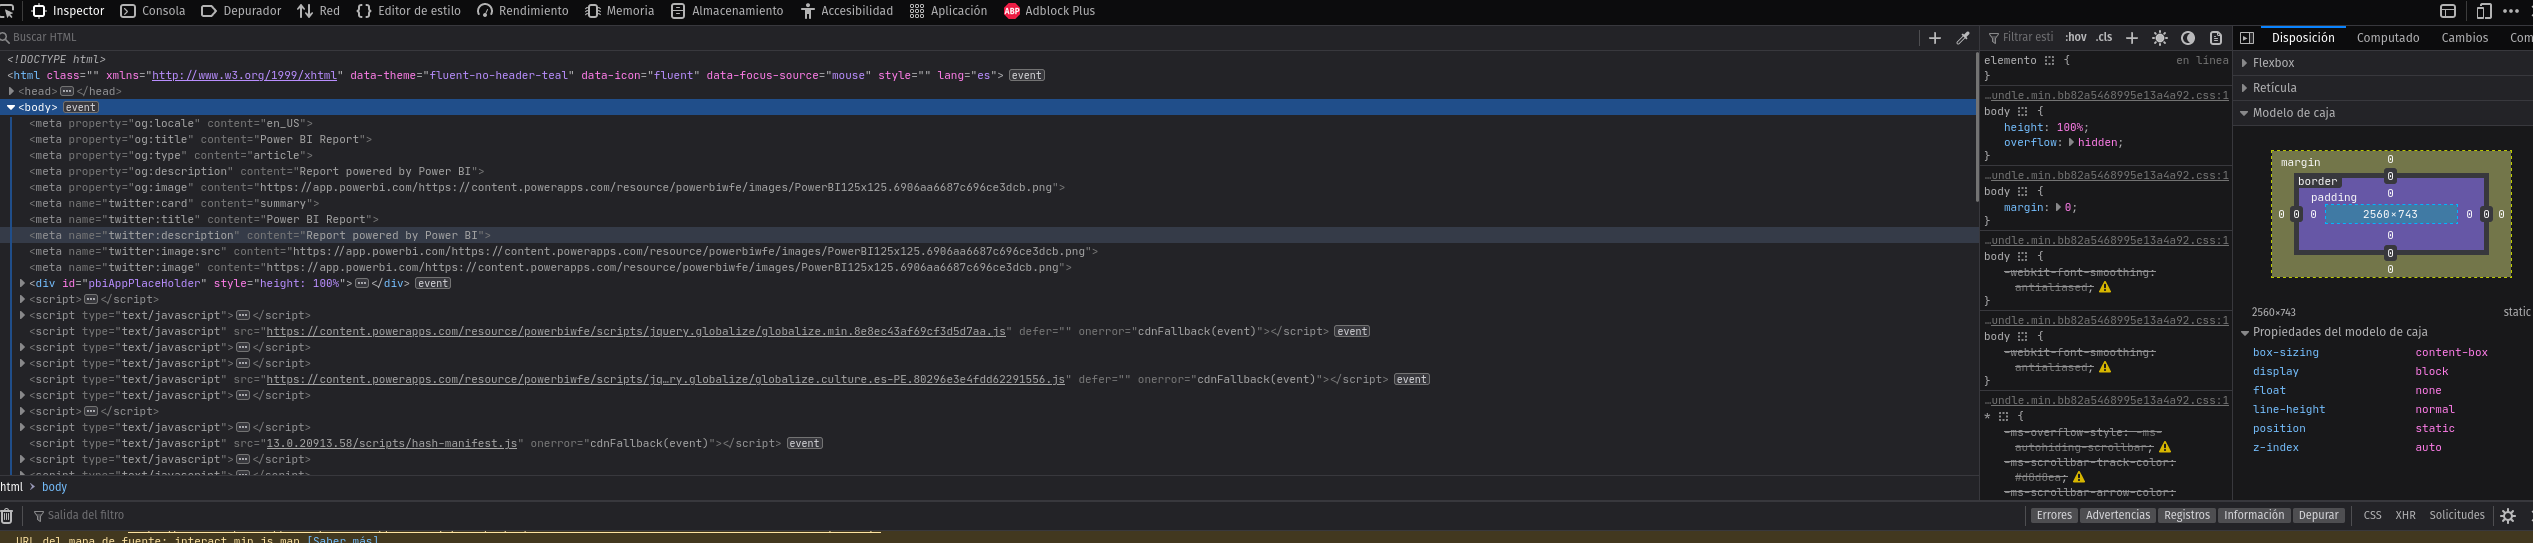 Inspector Consola Depurador Red Editor de estilo Rendimiento Memoria Almacenamiento Accesibilidad Aplicación ABP Adblock Plus
Buscar HTML
<!DOCTYPE html>
<html class="" xmlns="http://www.w3.org/1999/xhtml" data-theme="fluent-no-header-teal" data-icon="fluent" data-focus-source="mouse" style="" lang="es"> event
<head> </head>
<body> event
<meta property="og:locale" content="en_US">
<meta property="og:title" content="Power BI Report">
<meta property="og:type" content="article">
<meta property="og:description" content="Report powered by Power BI">
<meta property="og:image" content="https://app.powerbi.com/https://content.powerapps.com/resource/powerbiwfe/images/PowerBI125x125.6906aa6687c696ce3dcb.png">
<meta name="twitter:card" content="summary">
<meta name="twitter:title" content="Power BI Report">
<meta name="twitter:description" content="Report powered by Power BI">
<meta name="twitter:image:src" content="https://app.powerbi.com/https://content.powerapps.com/resource/powerbiwfe/images/PowerBI125x125.6906aa6687c696ce3dcb.png">
<meta name="twitter:image" content="https://app.powerbi.com/https://content.powerapps.com/resource/powerbiwfe/images/PowerBI125x125.6906aa6687c696ce3dcb.png">
<div id="pbiAppPlaceHolder" style="height: 100%"> </div> event
<script> </script>
<script type="text/javascript"> </script>
<script type="text/javascript" src="https://content.powerapps.com/resource/powerbiwfe/scripts/jquery.globalize/globalize.min.8e8ec43af69cf3d5d7aa.js" defer="" onerror="cdnFallback(event)"></script> event
<script type="text/javascript"> </script>
<script type="text/javascript"> </script>
<script type="text/javascript" src="https://content.powerapps.com/resource/powerbiwfe/scripts/jq…ry.globalize/globalize.culture.es-PE.80296e3e4fdd62291556.js" defer="" onerror="cdnFallback(event)"></script> event
<script type="text/javascript"> </script>
<script> </script>
<script type="text/javascript"> </script>
<script type="text/javascript" src="13.0.20913.58/scripts/hash-manifest.js" onerror="cdnFallback(event)"></script> event
<script type="text/javascript"> </script>
html > body
Filtrar esti :hov .cls
elemento { en línea
}
…undle.min.bb82a5468995e13a4a92.css:1
body {
height: 100%;
overflow: hidden;
}
…undle.min.bb82a5468995e13a4a92.css:1
body {
margin: 0;
}
…undle.min.bb82a5468995e13a4a92.css:1
body {
-webkit-font-smoothing:
antialiased;
}
…undle.min.bb82a5468995e13a4a92.css:1
body {
-webkit-font-smoothing:
antialiased;
}
…undle.min.bb82a5468995e13a4a92.css:1
* {
-ms-overflow-style: -ms-
autohiding-scrollbar;
-ms-scrollbar-track-color:
#d0d0ea;
-ms-scrollbar-arrow-color:
Disposición Computado Cambios Com
Flexbox
Retícula
Modelo de caja
margin 0
border 0
padding 0
0 0 0 2560×743 0 0 0
0
0
0
2560×743 static
Propiedades del modelo de caja
box-sizing content-box
display block
float none
line-height normal
position static
z-index auto
Salida del filtro
Errores Advertencias Registros Información Depurar CSS XHR Solicitudes
URL del mapa de fuente: interact.min.js.map [Saber más]